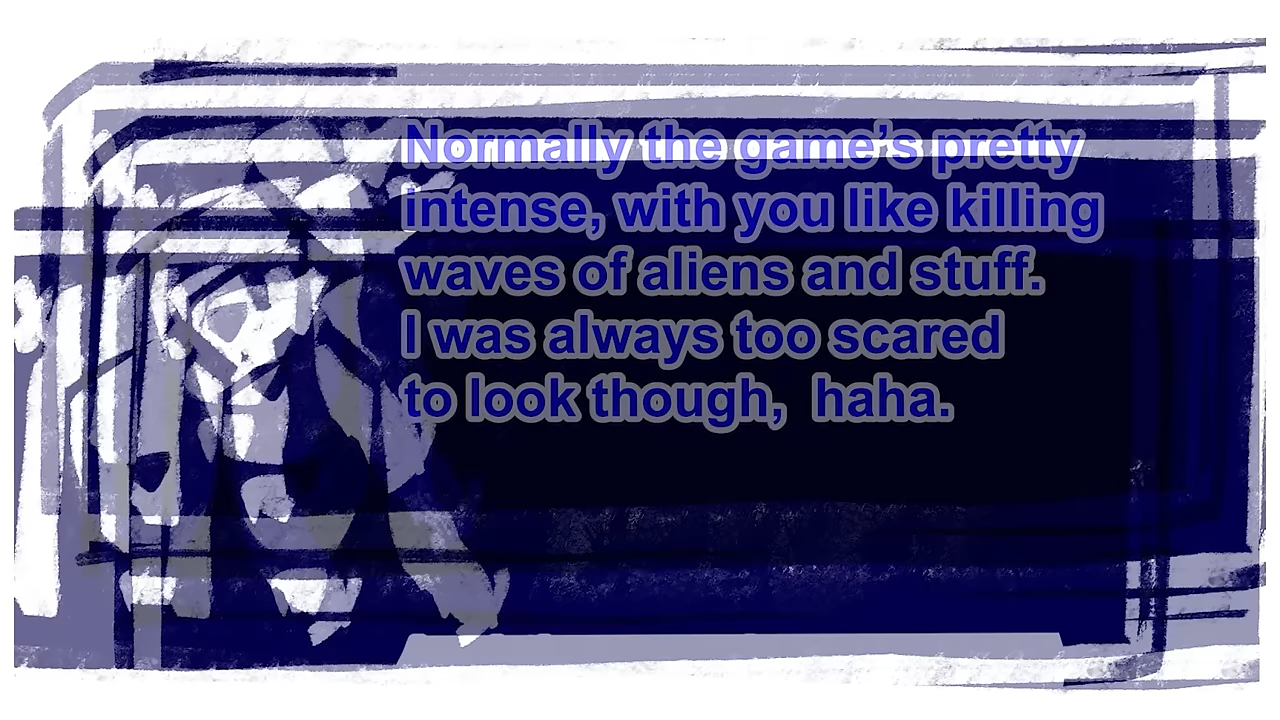 Normally the game’s pretty
intense, with you like killing
waves of aliens and stuff.
I was always too scared
to look though,  haha.